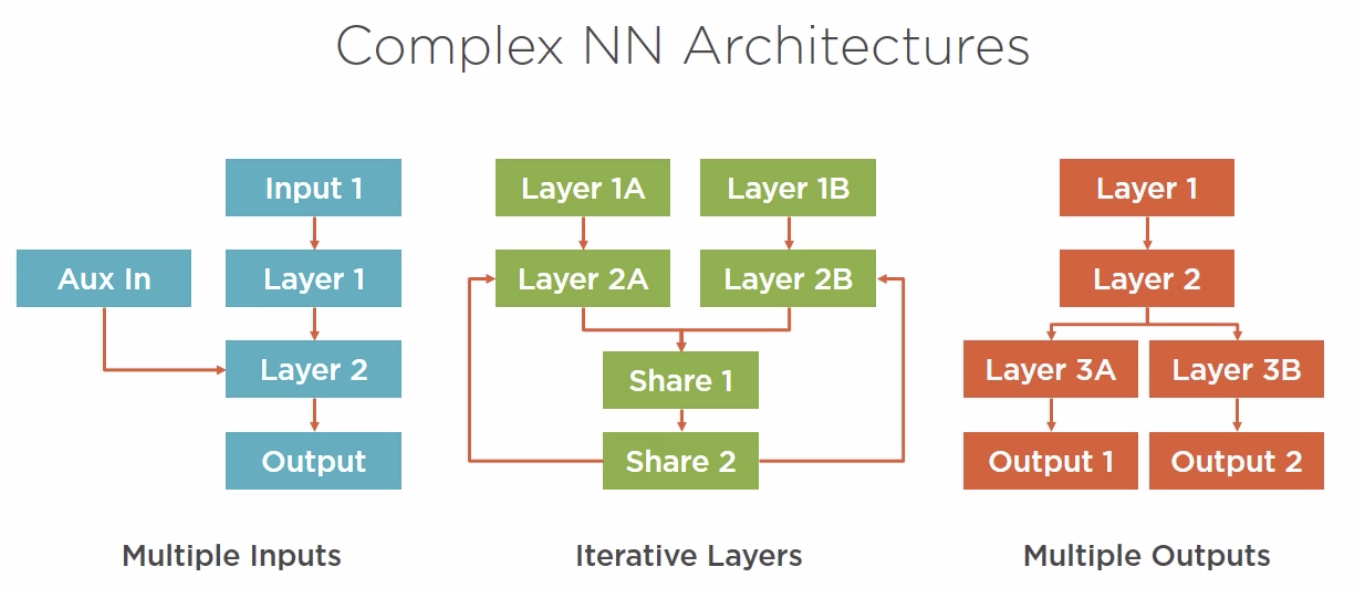 Complex NN Architectures
Input 1
Aux In
Layer 1
Layer 2
Output
Multiple Inputs
Layer 1A
Layer 1B
Layer 2A
Layer 2B
Share 1
Share 2
Iterative Layers
Layer 1
Layer 2
Layer 3A
Layer 3B
Output 1
Output 2
Multiple Outputs